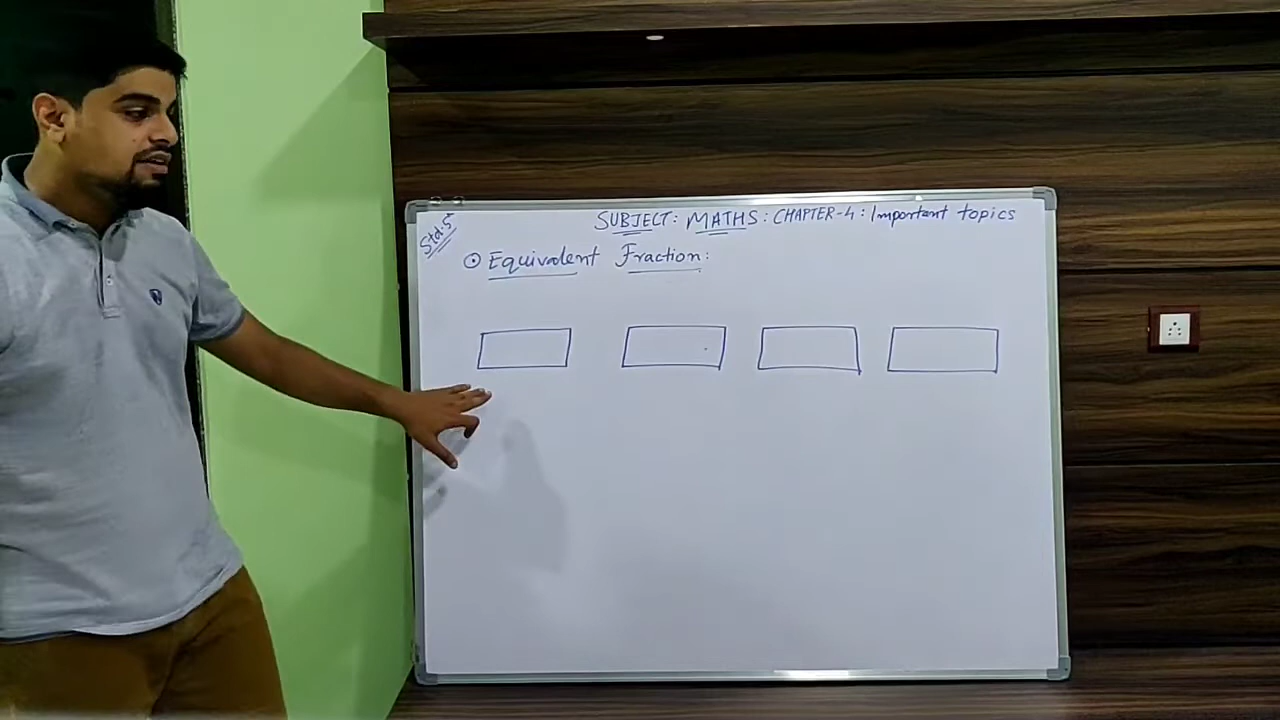 Std.5
SUBJECT: MATHS: CHAPTER-4: Important topics
⊙ Equivalent Fraction: